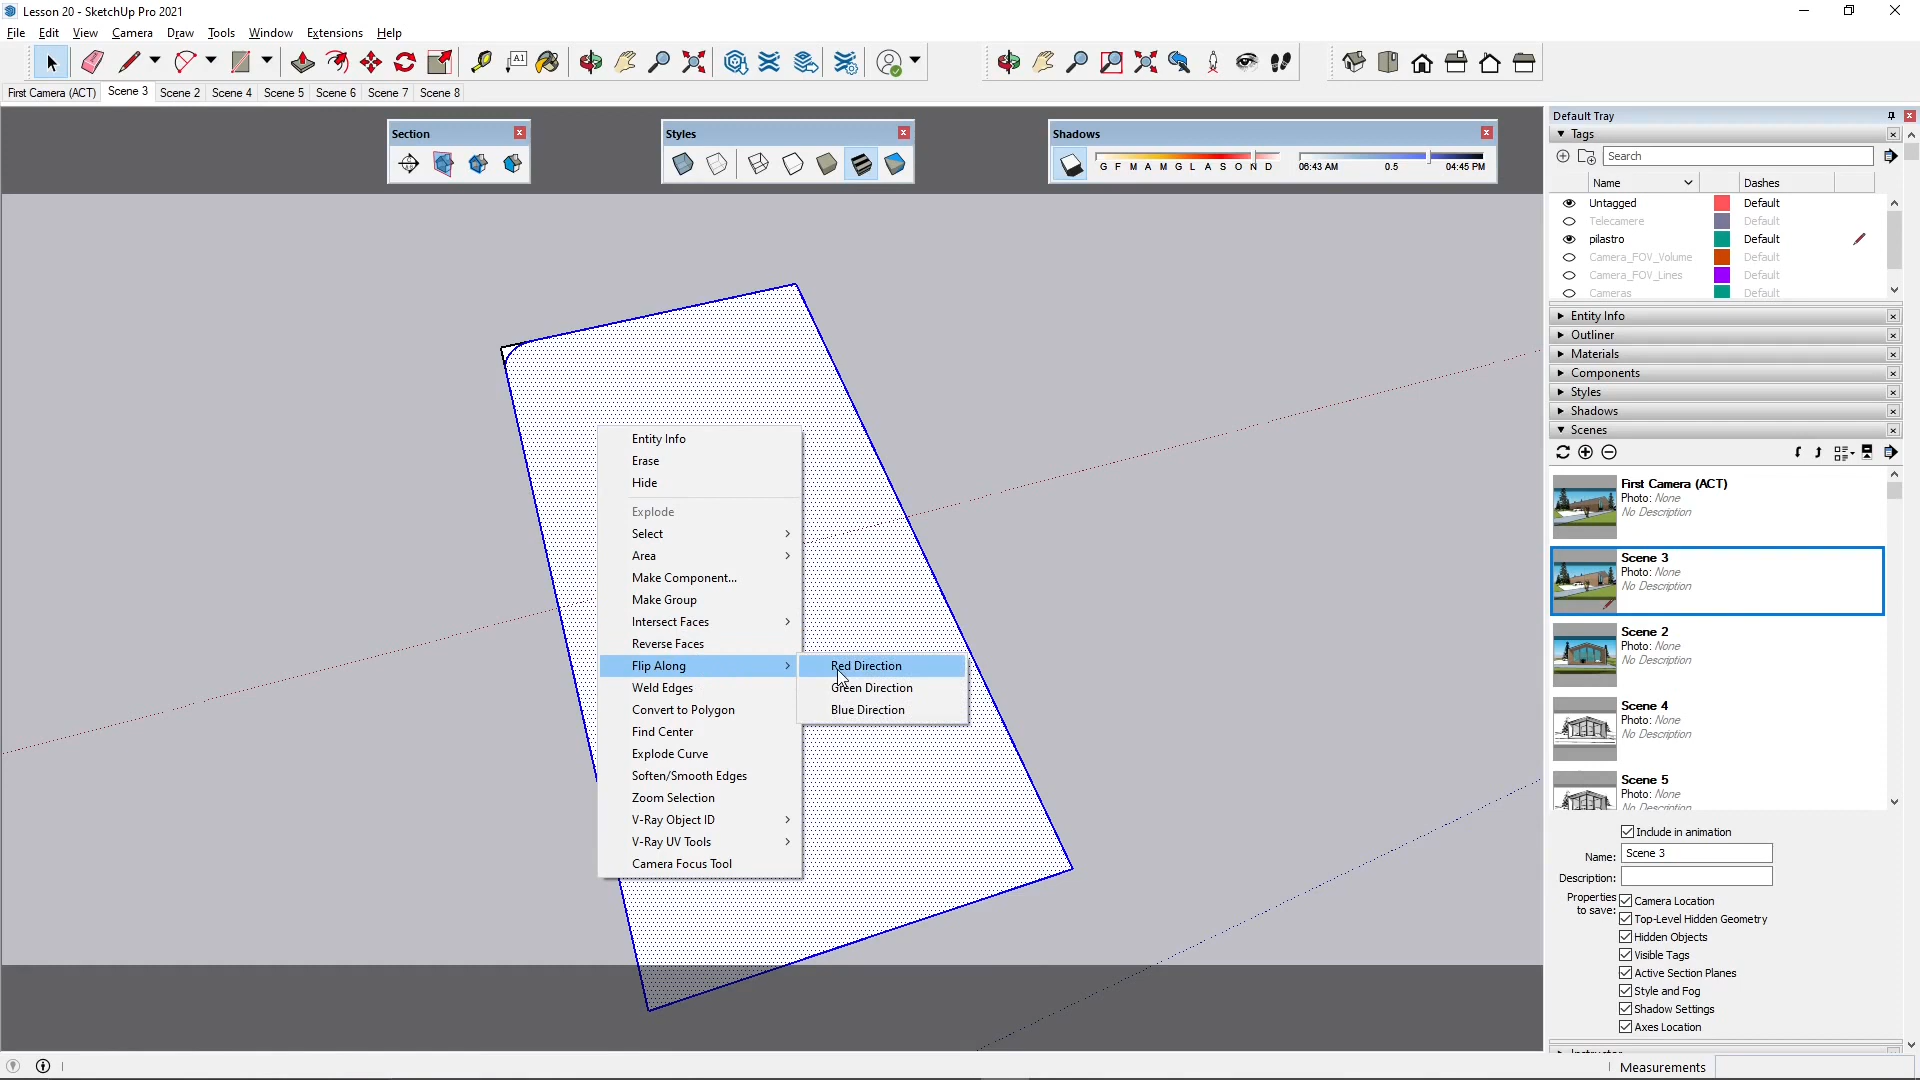 Lesson 20 - SketchUp Pro 2021
File Edit View Camera Draw Tools Window Extensions Help
A1
First Camera (ACT) Scene 3 Scene 2 Scene 4 Scene 5 Scene 6 Scene 7 Scene 8
Section
Styles
Shadows
G F M A M G L A S O N D
06:43 AM 0.5 04:45 PM
Entity Info
Erase
Hide
Explode
Select
Area
Make Component...
Make Group
Intersect Faces
Reverse Faces
Flip Along
Weld Edges
Convert to Polygon
Find Center
Explode Curve
Soften/Smooth Edges
Zoom Selection
V-Ray Object ID
V-Ray UV Tools
Camera Focus Tool
Red Direction
Green Direction
Blue Direction
Default Tray
Tags
Search
Name Dashes
Untagged Default
Telecamere Default
pilastro Default
Camera_FOV_Volume Default
Camera_FOV_Lines Default
Cameras Default
Entity Info
Outliner
Materials
Components
Styles
Shadows
Scenes
First Camera (ACT)
Photo: None
No Description
Scene 3
Photo: None
No Description
Scene 2
Photo: None
No Description
Scene 4
Photo: None
No Description
Scene 5
Photo: None
No Description
Include in animation
Name: Scene 3
Description:
Properties to save:
Camera Location
Top-Level Hidden Geometry
Hidden Objects
Visible Tags
Active Section Planes
Style and Fog
Shadow Settings
Axes Location
Instructor
Measurements